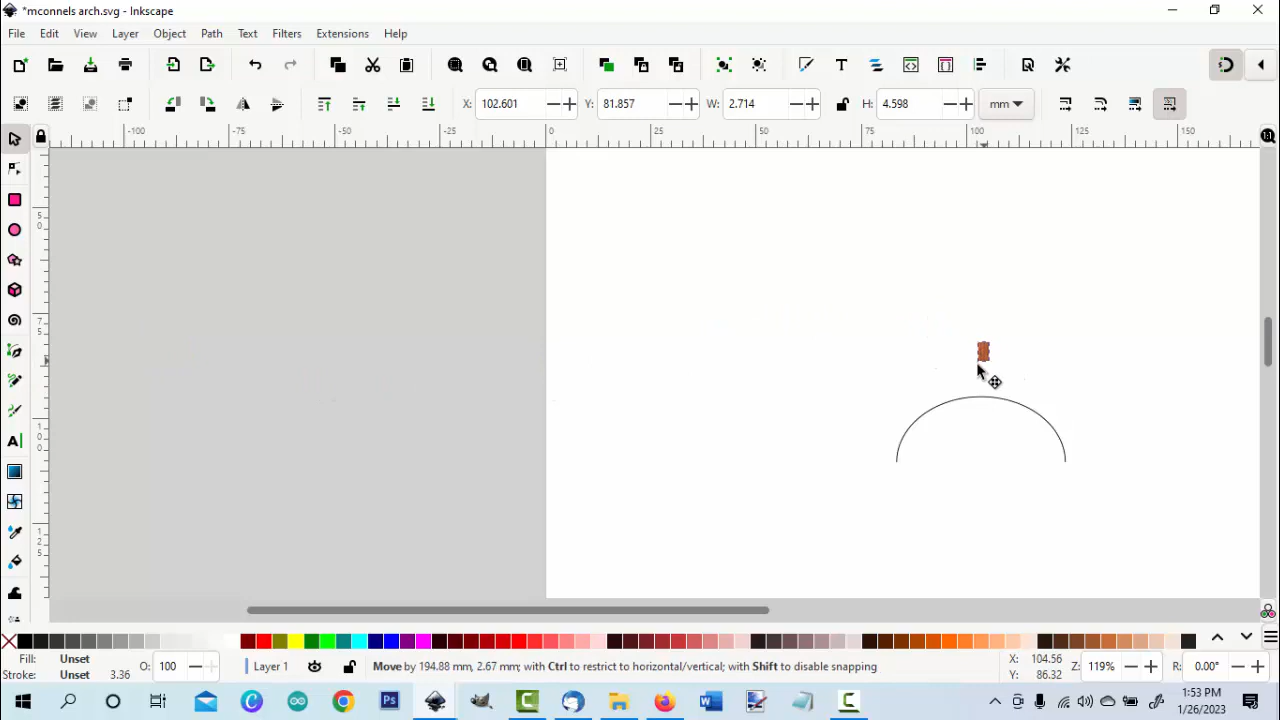 *mconnels arch.svg - Inkscape
File Edit View Layer Object Path Text Filters Extensions Help
X: 102.601 Y: 81.857 W: 2.714 H: 4.598 mm
-100 -75 -50 -25 0 25 50 75 100 125 150
50
75
100
125
Fill: Unset O: 100 Layer 1 Move by 194.88 mm, 2.67 mm; with Ctrl to restrict to horizontal/vertical; with Shift to disable snapping X: 104.56 Z: 119% R: 0.00°
Stroke: Unset 3.36 Y: 86.32
1:53 PM
1/26/2023